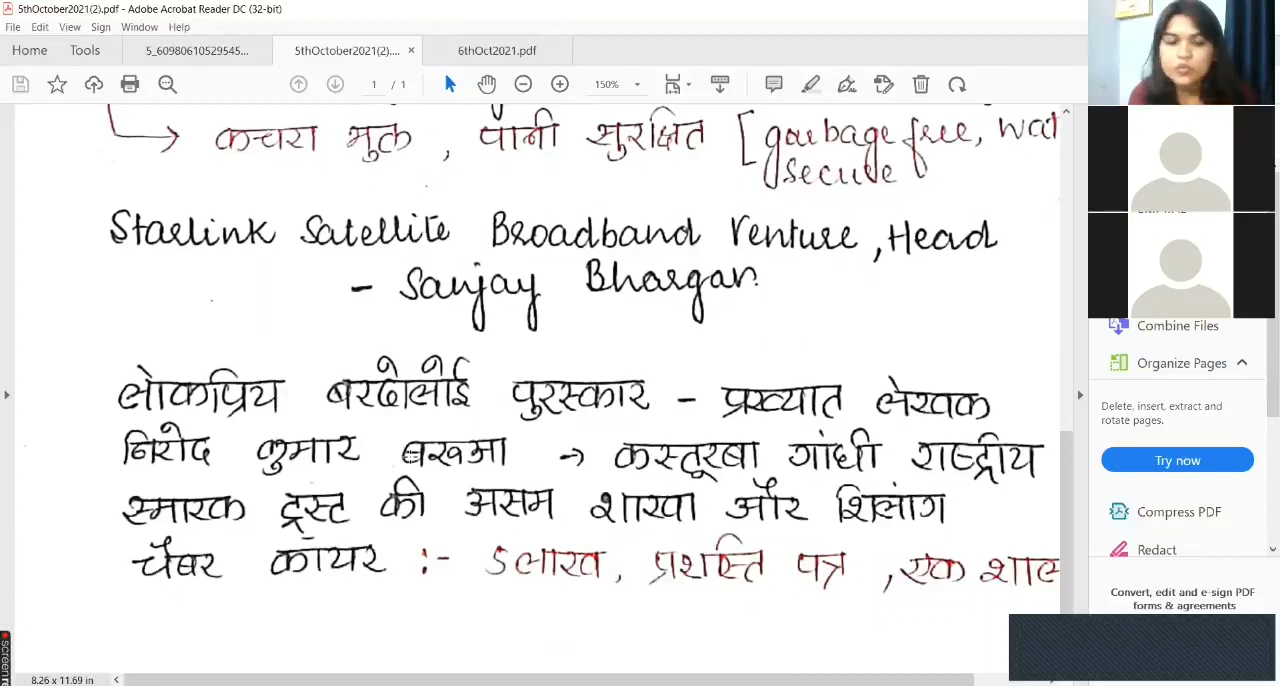 5thOctober2021(2).pdf - Adobe Acrobat Reader DC (32-bit)
File Edit View Sign Window Help
Home Tools 5_60980610529545... 5thOctober2021(2).... × 6thOct2021.pdf
1 / 1 150%
कचरा मुक्त , पानी सुरक्षित [garbage free, wat
secure
Starlink Satellite Broadband Venture, Head
- Sanjay Bhargav
लोकप्रिय बरदोलोई पुरस्कार - प्रख्यात लेखक
निरोद कुमार बरूआ → कस्तूरबा गांधी राष्ट्रीय
स्मारक ट्रस्ट की असम शाखा और शिलांग
चैंबर कॉयर :- 5 लाख, प्रशस्ति पत्र , एक शाल
Combine Files
Organize Pages
Delete, insert, extract and
rotate pages.
Try now
Compress PDF
Redact
Convert, edit and e-sign PDF
forms & agreements
8.26 x 11.69 in